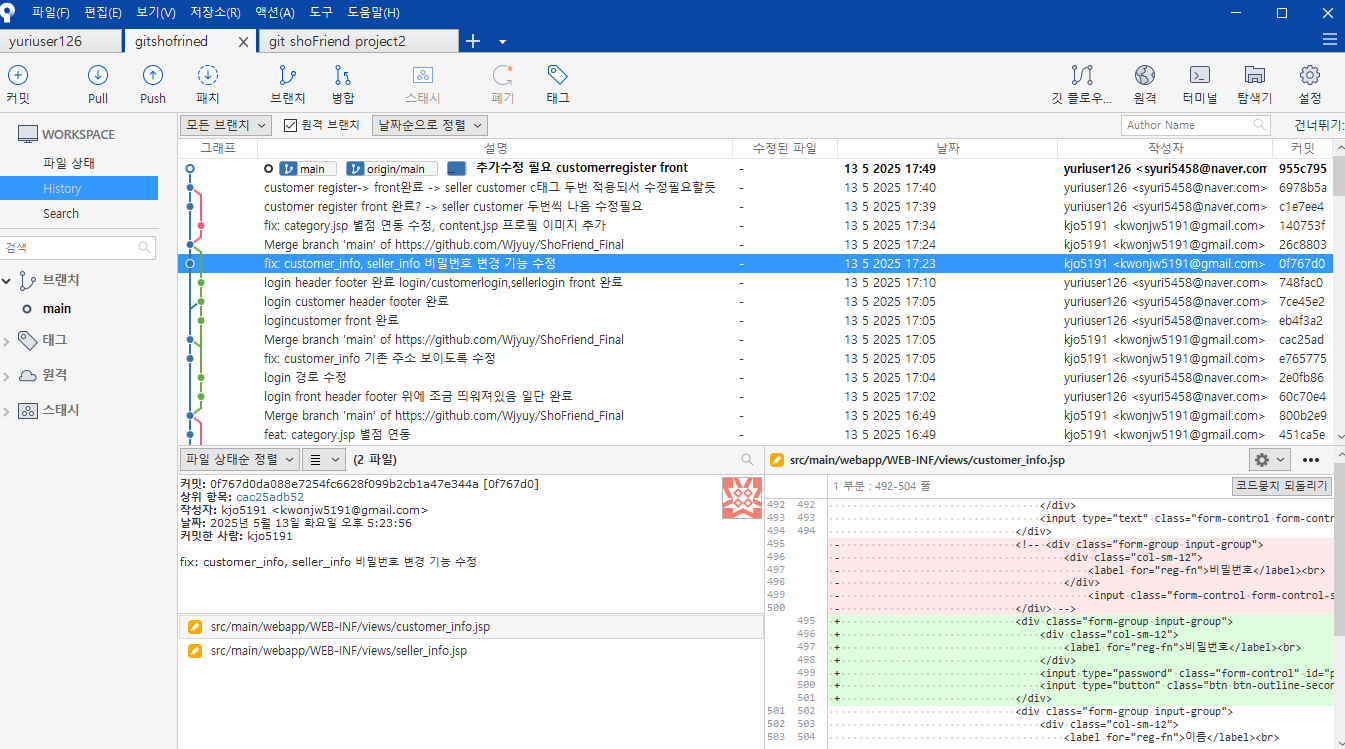 파일(F) 편집(E) 보기(V) 저장소(R) 액션(A) 도구 도움말(H)
yuriuser126 gitshofrined git shoFriend project2
커밋 Pull Push 패치 브랜치 병합 스태시 폐기 태그 깃 플로우... 원격 터미널 탐색기 설정
WORKSPACE
파일 상태
History
Search
검색
브랜치
main
태그
원격
스태시
모든 브랜치 원격 브랜치 날짜순으로 정렬 Author Name 건너뛰기:
그래프 설명 수정된 파일 날짜 작성자 커밋
main origin/main ... 추가수정 필요 customerregister front - 13 5 2025 17:49 yuriuser126 <syuri5458@naver.com 955c795
customer register-> front완료 -> seller customer c태그 두번 적용되서 수정필요할듯 - 13 5 2025 17:40 yuriuser126 <syuri5458@naver.com> 6978b5a
customer register front 완료? -> seller customer 두번씩 나옴 수정필요 - 13 5 2025 17:39 yuriuser126 <syuri5458@naver.com> c1e7ee4
fix: category.jsp 별점 연동 수정, content.jsp 프로필 이미지 추가 - 13 5 2025 17:34 kjo5191 <kwonjw5191@gmail.com> 140753f
Merge branch 'main' of https://github.com/Wjyuy/ShoFriend_Final - 13 5 2025 17:24 kjo5191 <kwonjw5191@gmail.com> 26c8803
fix: customer_info, seller_info 비밀번호 변경 기능 수정 - 13 5 2025 17:23 kjo5191 <kwonjw5191@gmail.com> 0f767d0
login header footer 완료 login/customerlogin,sellerlogin front 완료 - 13 5 2025 17:10 yuriuser126 <syuri5458@naver.com> 748fac0
login customer header footer 완료 - 13 5 2025 17:05 yuriuser126 <syuri5458@naver.com> 7ce45e2
logincustomer front 완료 - 13 5 2025 17:05 yuriuser126 <syuri5458@naver.com> eb4f3a2
Merge branch 'main' of https://github.com/Wjyuy/ShoFriend_Final - 13 5 2025 17:05 kjo5191 <kwonjw5191@gmail.com> cac25ad
fix: customer_info 기존 주소 보이도록 수정 - 13 5 2025 17:05 kjo5191 <kwonjw5191@gmail.com> e765775
login 경로 수정 - 13 5 2025 17:04 yuriuser126 <syuri5458@naver.com> 2e0fb86
login front header footer 위에 조금 띄워져있음 일단 완료 - 13 5 2025 17:02 yuriuser126 <syuri5458@naver.com> 60c70e4
Merge branch 'main' of https://github.com/Wjyuy/ShoFriend_Final - 13 5 2025 16:49 kjo5191 <kwonjw5191@gmail.com> 800b2e9
feat: category.jsp 별점 연동 - 13 5 2025 16:49 kjo5191 <kwonjw5191@gmail.com> 451ca5e
파일 상태순 정렬 (2 파일)
커밋: 0f767d0da088e7254fc6628f099b2cb1a47e344a [0f767d0]
상위 항목: cac25adb52
작성자: kjo5191 <kwonjw5191@gmail.com>
날짜: 2025년 5월 13일 화요일 오후 5:23:56
커밋한 사람: kjo5191
fix: customer_info, seller_info 비밀번호 변경 기능 수정
src/main/webapp/WEB-INF/views/customer_info.jsp
src/main/webapp/WEB-INF/views/seller_info.jsp
src/main/webapp/WEB-INF/views/customer_info.jsp
1 부분 : 492-504 줄 코드뭉치 되돌리기
492 492 </div>
493 493 <input type="text" class="form-control form-contr
494 494 </div>
495 - <!-- <div class="form-group input-group">
496 - <div class="col-sm-12">
497 - <label for="reg-fn">비밀번호</label><br>
498 - </div>
499 - <input class="form-control form-control-s
500 - </div> -->
495 + <div class="form-group input-group">
496 + <div class="col-sm-12">
497 + <label for="reg-fn">비밀번호</label><br>
498 + </div>
499 + <input type="password" class="form-control" id="p
500 + <input type="button" class="btn btn-outline-secon
501 + </div>
501 502 <div class="form-group input-group">
502 503 <div class="col-sm-12">
503 504 <label for="reg-fn">이름</label><br>